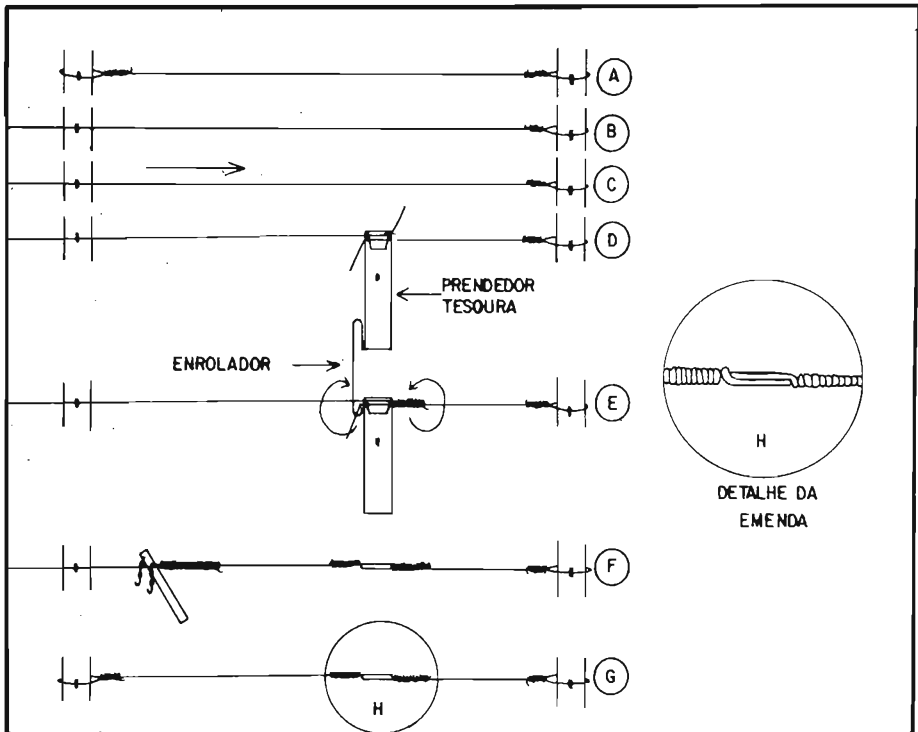 A
B
C
D
PRENDEDOR
TESOURA
ENROLADOR
E
H
DETALHE DA
EMENDA
F
G
H